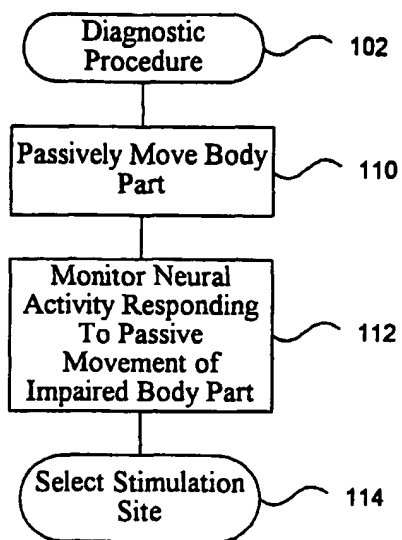 Diagnostic
Procedure
102
Passively Move Body
Part
110
Monitor Neural
Activity Responding
To Passive
Movement of
Impaired Body Part
112
Select Stimulation
Site
114